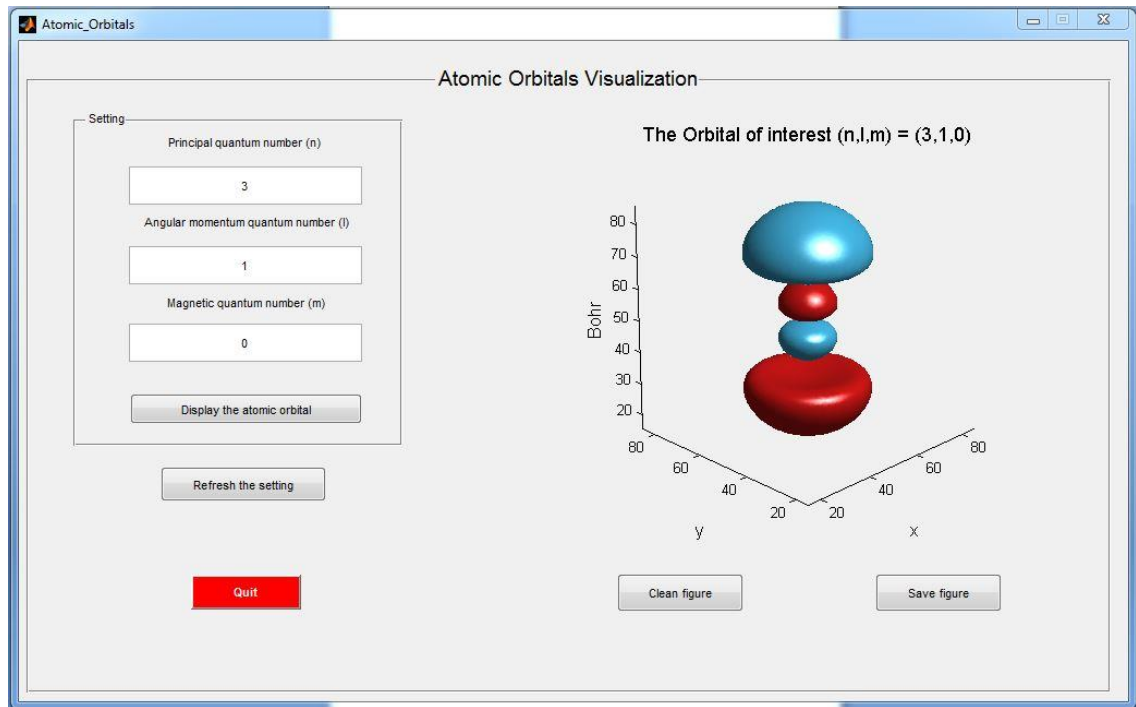 Atomic_Orbitals
Atomic Orbitals Visualization
Setting
Principal quantum number (n)
3
Angular momentum quantum number (l)
1
Magnetic quantum number (m)
0
Display the atomic orbital
Refresh the setting
Quit
The Orbital of interest (n,l,m) = (3,1,0)
80
70
60
50
40
30
20
Bohr
80
60
40
20
y
20
40
60
80
x
Clean figure
Save figure